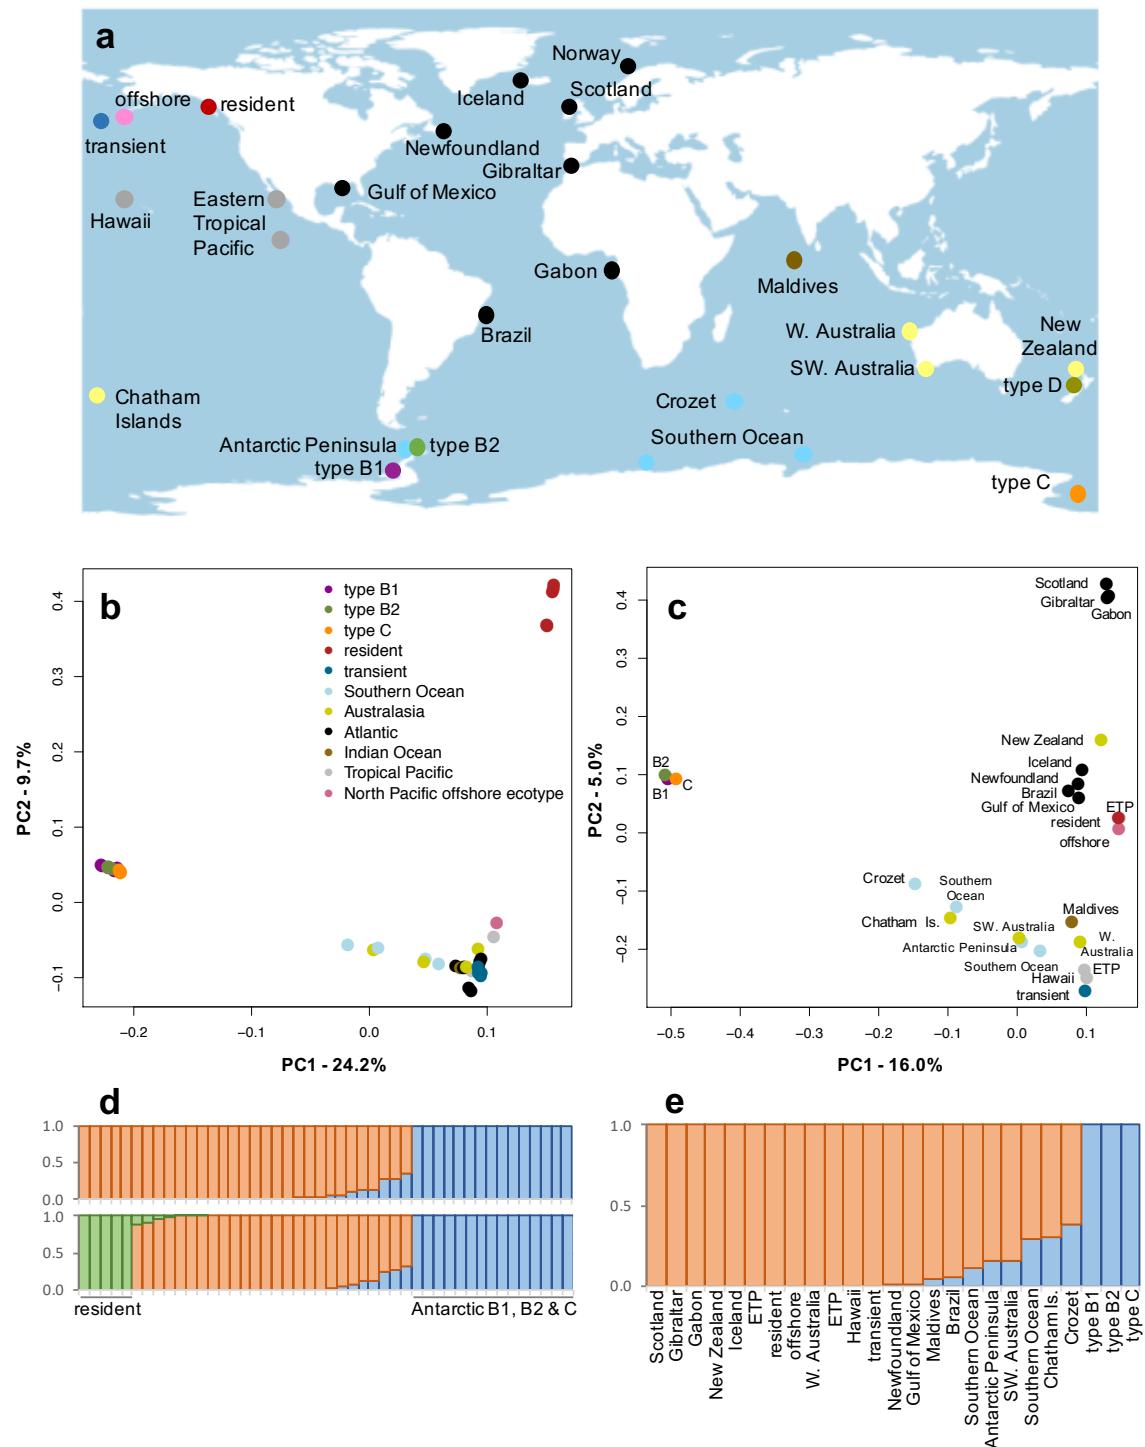 a
Norway
Iceland
Scotland
offshore
resident
transient
Newfoundland
Gibraltar
Gulf of Mexico
Hawaii
Eastern
Tropical
Pacific
Gabon
Maldives
Brazil
W. Australia
New
Zealand
SW. Australia
type D
Chatham
Islands
Crozet
Antarctic Peninsula
type B2
Southern Ocean
type B1
type C
b
type B1
type B2
type C
resident
transient
Southern Ocean
Australasia
Atlantic
Indian Ocean
Tropical Pacific
North Pacific offshore ecotype
0.4
0.3
0.2
0.1
0.0
−0.1
PC2 - 9.7%
−0.2
−0.1
0.0
0.1
PC1 - 24.2%
c
Scotland
Gibraltar
Gabon
New Zealand
Iceland
Newfoundland
Brazil
Gulf of Mexico
ETP
resident
offshore
B2
B1
C
Crozet
Southern
Ocean
Chatham Is.
Maldives
SW. Australia
Antarctic Peninsula
W.
Australia
Southern Ocean
ETP
Hawaii
transient
0.4
0.3
0.2
0.1
0.0
−0.1
−0.2
PC2 - 5.0%
−0.5
−0.4
−0.3
−0.2
−0.1
0.0
0.1
PC1 - 16.0%
d
1.0
0.5
0.0
1.0
0.5
0.0
resident
Antarctic B1, B2 & C
e
1.0
0.5
0.0
Scotland
Gibraltar
Gabon
New Zealand
Iceland
ETP
resident
offshore
W. Australia
ETP
Hawaii
transient
Newfoundland
Gulf of Mexico
Maldives
Brazil
Southern Ocean
Antarctic Peninsula
SW. Australia
Southern Ocean
Chatham Is.
Crozet
type B1
type B2
type C